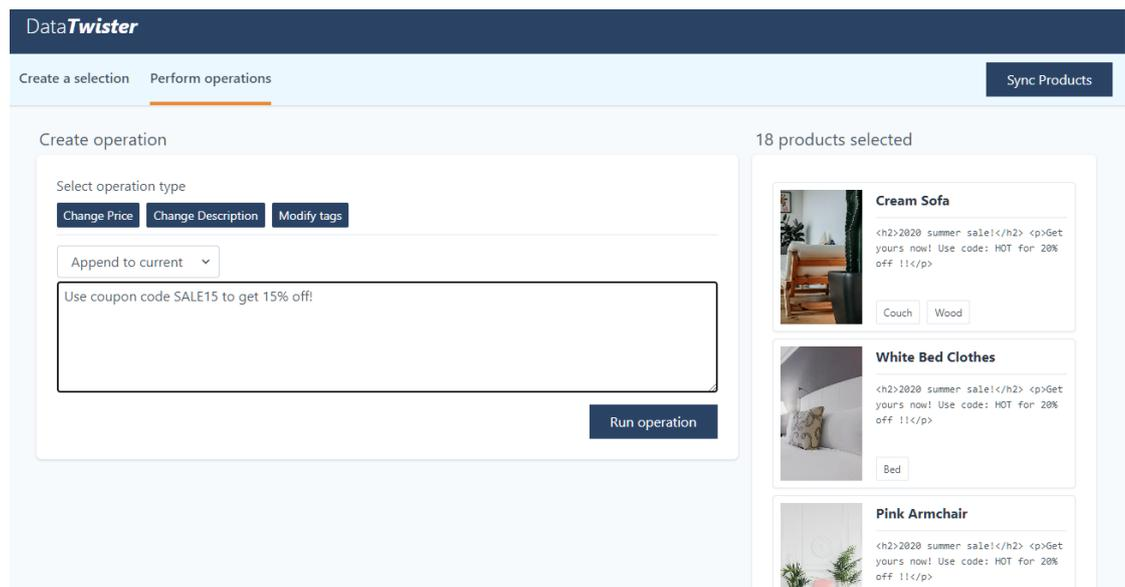 DataTwister
Create a selection
Perform operations
Sync Products
Create operation
Select operation type
Change Price
Change Description
Modify tags
Append to current
Use coupon code SALE15 to get 15% off!
Run operation
18 products selected
Cream Sofa
<h2>2020 summer sale!</h2> <p>Get
yours now! Use code: HOT for 20%
off !!</p>
Couch
Wood
White Bed Clothes
<h2>2020 summer sale!</h2> <p>Get
yours now! Use code: HOT for 20%
off !!</p>
Bed
Pink Armchair
<h2>2020 summer sale!</h2> <p>Get
yours now! Use code: HOT for 20%
off !!</p>